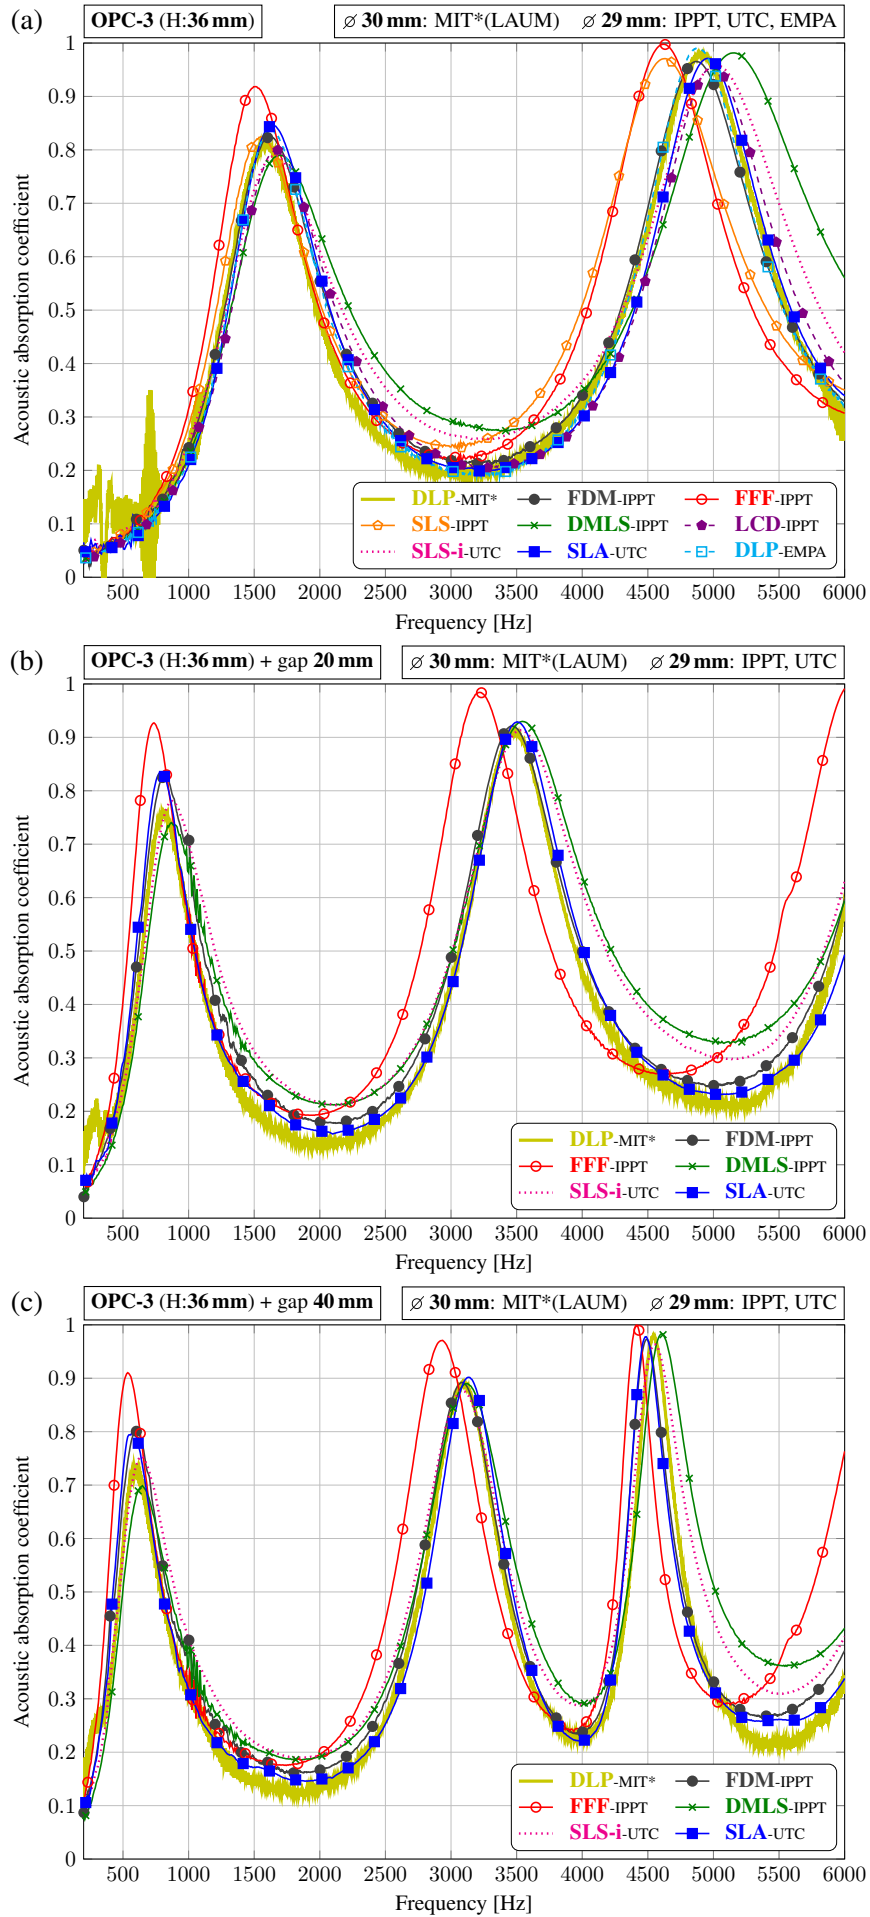 (a) OPC-3 (H:36 mm) ∅ 30 mm: MIT*(LAUM) ∅ 29 mm: IPPT, UTC, EMPA
1
0.9
0.8
0.7
0.6
0.5
0.4
0.3
0.2
0.1
0
Acoustic absorption coefficient
DLP-MIT* FDM-IPPT FFF-IPPT
SLS-IPPT DMLS-IPPT LCD-IPPT
SLS-i-UTC SLA-UTC DLP-EMPA
500 1000 1500 2000 2500 3000 3500 4000 4500 5000 5500 6000
Frequency [Hz]
(b) OPC-3 (H:36 mm) + gap 20 mm ∅ 30 mm: MIT*(LAUM) ∅ 29 mm: IPPT, UTC
1
0.9
0.8
0.7
0.6
0.5
0.4
0.3
0.2
0.1
0
Acoustic absorption coefficient
DLP-MIT* FDM-IPPT
FFF-IPPT DMLS-IPPT
SLS-i-UTC SLA-UTC
500 1000 1500 2000 2500 3000 3500 4000 4500 5000 5500 6000
Frequency [Hz]
(c) OPC-3 (H:36 mm) + gap 40 mm ∅ 30 mm: MIT*(LAUM) ∅ 29 mm: IPPT, UTC
1
0.9
0.8
0.7
0.6
0.5
0.4
0.3
0.2
0.1
0
Acoustic absorption coefficient
DLP-MIT* FDM-IPPT
FFF-IPPT DMLS-IPPT
SLS-i-UTC SLA-UTC
500 1000 1500 2000 2500 3000 3500 4000 4500 5000 5500 6000
Frequency [Hz]